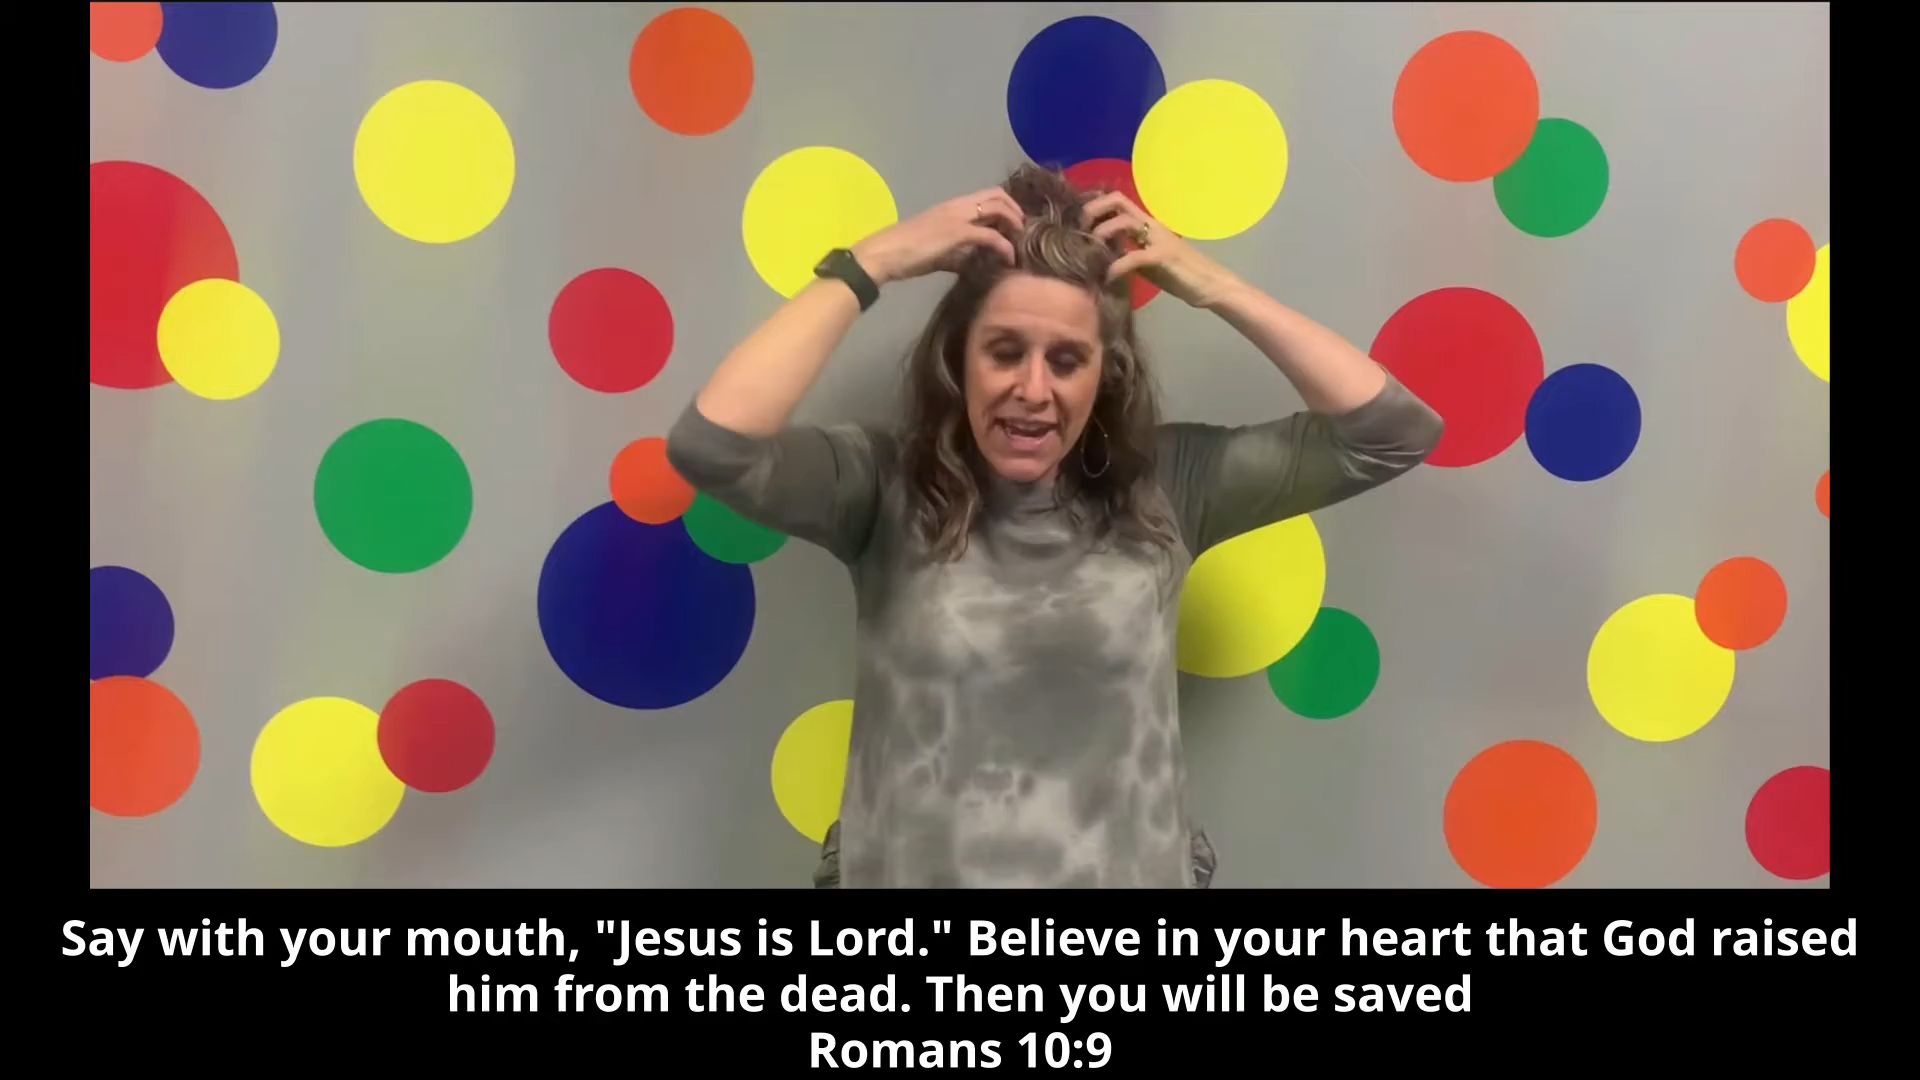 Say with your mouth, "Jesus is Lord." Believe in your heart that God raised
him from the dead. Then you will be saved
Romans 10:9